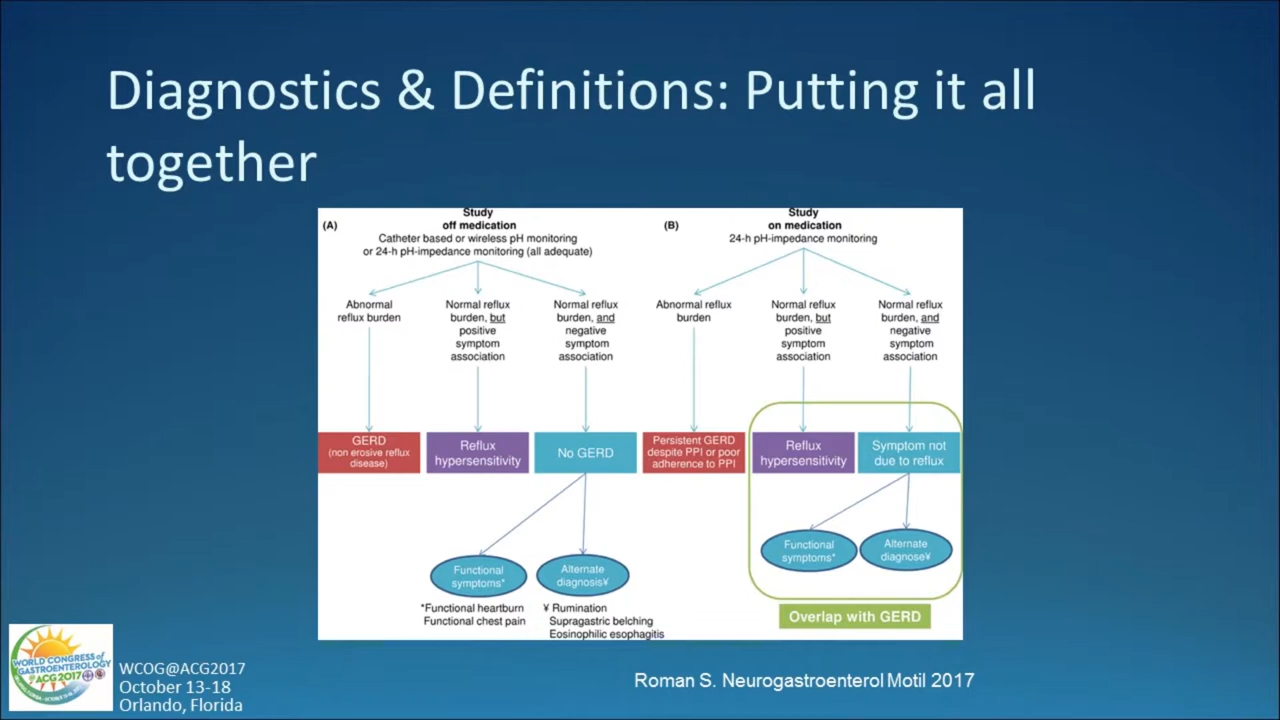 Diagnostics & Definitions: Putting it all
together
(A)
Study
off medication
Catheter based or wireless pH monitoring
or 24-h pH-impedance monitoring (all adequate)
Abnormal
reflux burden
Normal reflux
burden, but
positive
symptom
association
Normal reflux
burden, and
negative
symptom
association
GERD
(non erosive reflux
disease)
Reflux
hypersensitivity
No GERD
Functional
symptoms*
Alternate
diagnosis¥
*Functional heartburn
Functional chest pain
¥ Rumination
Supragastric belching
Eosinophilic esophagitis
(B)
Study
on medication
24-h pH-impedance monitoring
Abnormal reflux
burden
Normal reflux
burden, but
positive
symptom
association
Normal reflux
burden, and
negative
symptom
association
Persistent GERD
despite PPI or poor
adherence to PPI
Reflux
hypersensitivity
Symptom not
due to reflux
Functional
symptoms*
Alternate
diagnose¥
Overlap with GERD
WORLD CONGRESS of
GASTROENTEROLOGY
@ ACG2017
WCOG@ACG2017
October 13-18
Orlando, Florida
Roman S. Neurogastroenterol Motil 2017